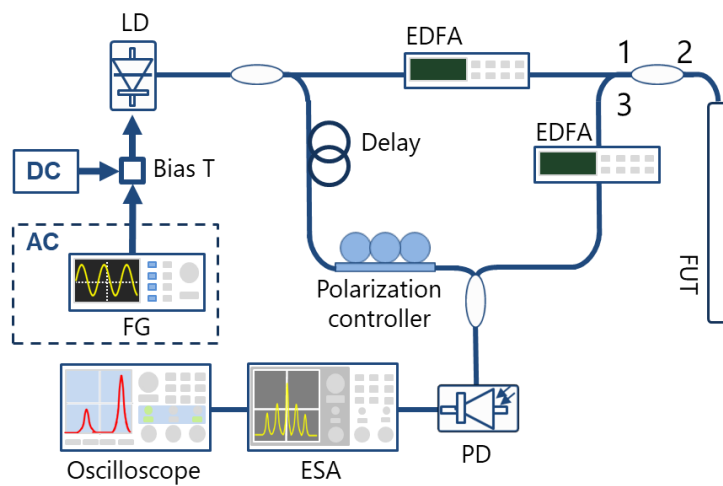 LD
EDFA
1
2
3
EDFA
Delay
DC
Bias T
AC
FG
Polarization
controller
FUT
Oscilloscope
ESA
PD